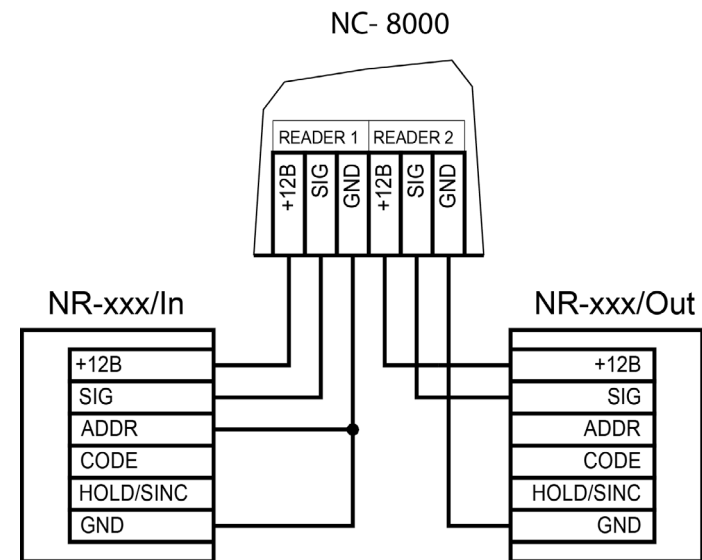 NC- 8000
READER 1 READER 2
+12В SIG GND +12В SIG GND
NR-xxx/In
+12В
SIG
ADDR
CODE
HOLD/SINC
GND
NR-xxx/Out
+12В
SIG
ADDR
CODE
HOLD/SINC
GND